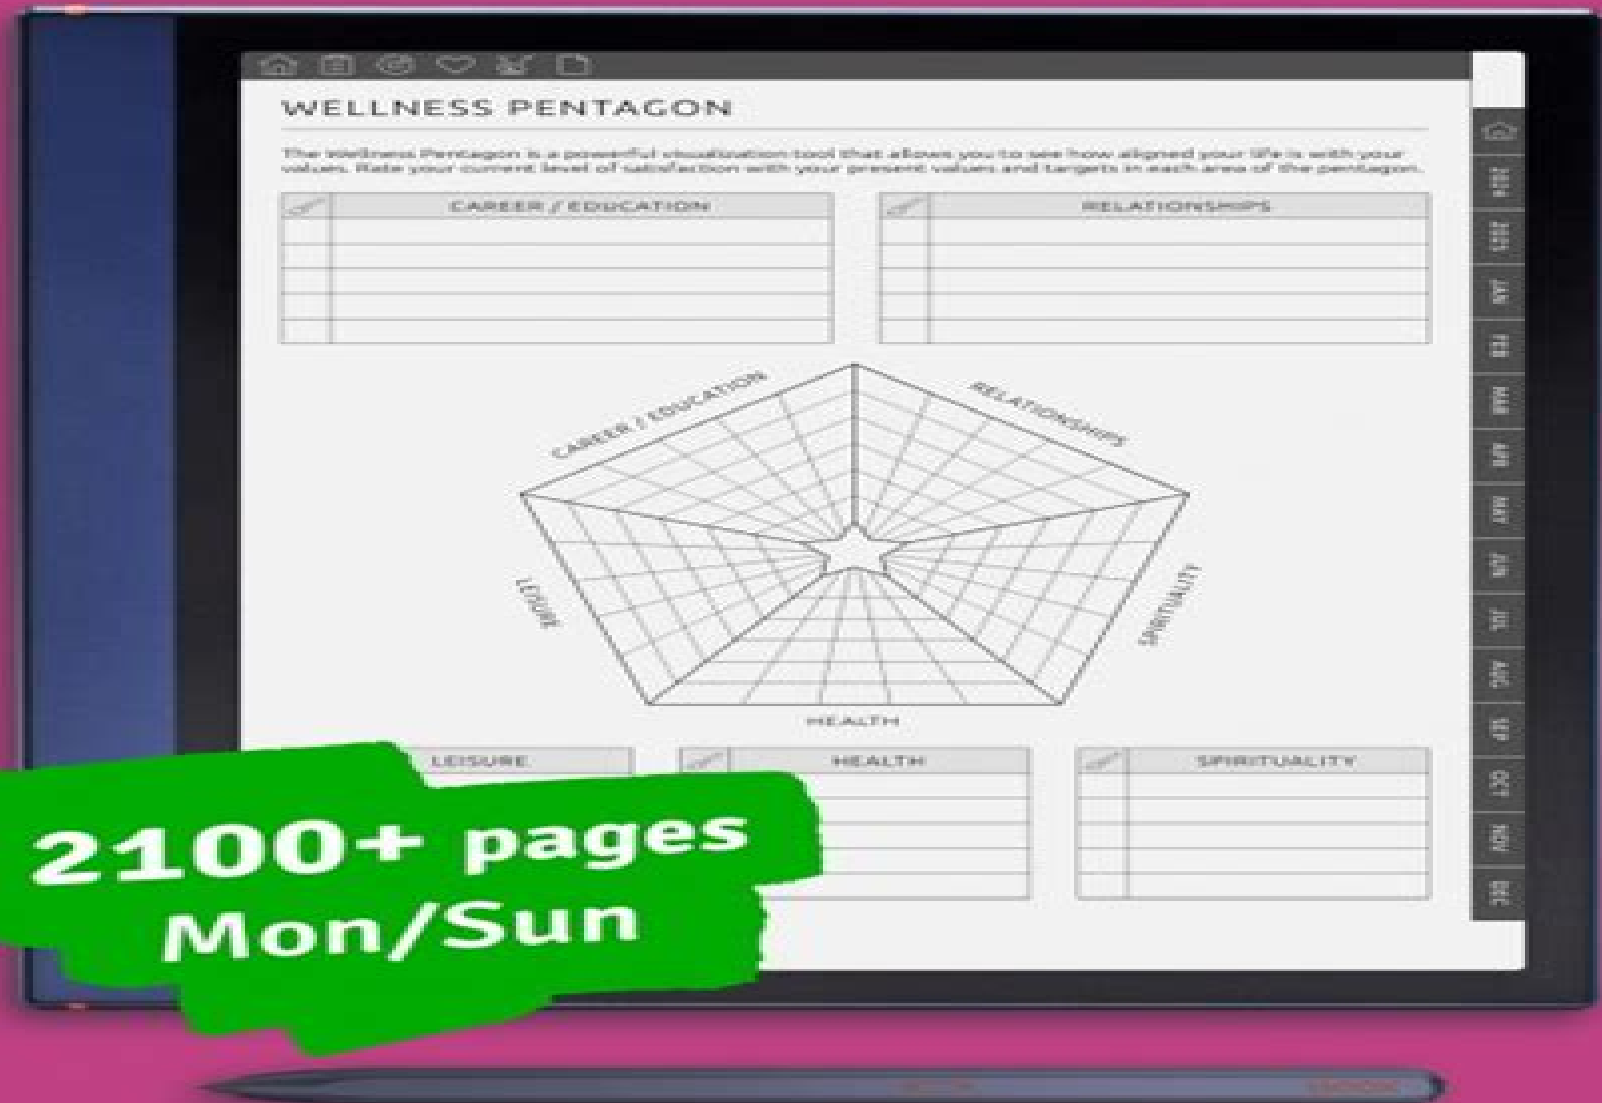 WELLNESS PENTAGON
The Wellness Pentagon is a powerful visualization tool that allows you to see how aligned your life is with your
values. Rate your current level of satisfaction with your present values and targets in each area of the pentagon.
CAREER / EDUCATION
RELATIONSHIPS
CAREER / EDUCATION
RELATIONSHIPS
LEISURE
SPIRITUALITY
HEALTH
LEISURE
HEALTH
SPIRITUALITY
2024
2025
JAN
FEB
MAR
APR
MAY
JUN
JUL
AUG
SEP
OCT
NOV
DEC
2100+ pages
Mon/Sun